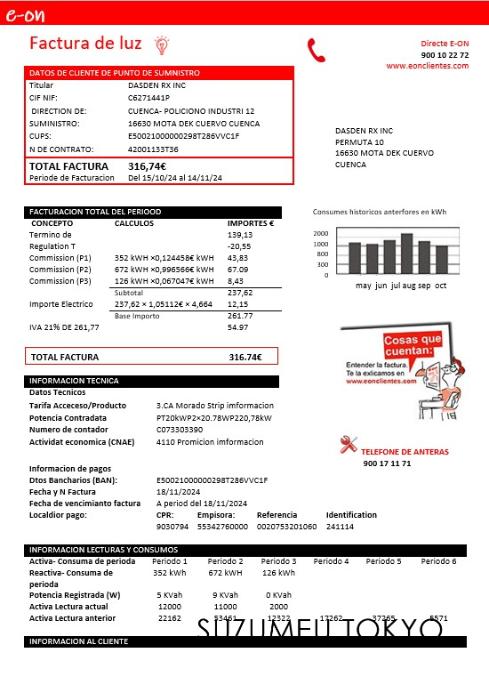 e-on
Factura de luz
Directe E-ON
900 10 22 72
www.eonclientes.com
DATOS DE CLIENTE DE PUNTO DE SUMNISTRO
Titular DASDEN RX INC
CIF NIF: C6271441P
DIRECTION DE: CUENCA- POLICIONO INDUSTRI 12
SUMINISTRO: 16630 MOTA DEK CUERVO CUENCA
CUPS: E50021000000298T286VVC1F
N DE CONTRATO: 42001133T36
TOTAL FACTURA 316,74€
Periode de Facturacion Del 15/10/24 al 14/11/24
DASDEN RX INC
PERMUTA 10
16630 MOTA DEK CUERVO
CUENCA
FACTURACION TOTAL DEL PERIOOD
CONCEPTO CALCULOS IMPORTES €
Termino de 139,13
Regulation T -20,55
Commission (P1) 352 kWH ×0,124458€ kWH 43,83
Commission (P2) 672 kWH ×0,996566€ kWH 67.09
Commission (P3) 126 kWH ×0,067047€ kWH 8,43
Subtotal 237,62
Importe Electrico 237,62 × 1,05112€ × 4,664 12,15
Base Importo 261.77
IVA 21% DE 261,77 54.97
TOTAL FACTURA 316.74€
Consumes historicos anterfores en kWh
2000
1000
800
300
0
may jun jul aug sep oct
Cosas que
cuentan:
Entender la factura.
Te la explicamos en
www.eonclientes.com
INFORMACION TECNICA
Datos Tecnicos
Tarifa Acceceso/Producto 3.CA Morado Strip imformacion
Potencia Contradata PT20kWP2×20.78WP220,78kW
Numero de contador C073303390
Actividat economica (CNAE) 4110 Promicion imformacion
TELEFONE DE ANTERAS
900 17 11 71
Informacion de pagos
Dtos Bancharios (BAN): E50021000000298T286VVC1F
Fecha y N Factura 18/11/2024
Fecha de vencimianto factura A period del 18/11/2024
Localdior pago: CPR: Empisora: Referencia Identification
9030794 55342760000 0020753201060 241114
INFORMACION LECTURAS Y CONSUMOS
Activa- Consuma de perioda Periodo 1 Periodo 2 Periodo 3 Periodo 4 Periodo 5 Periodo 6
Reactiva- Consuma de 352 kWh 672 kWH 126 kWH
perioda
Potencia Registrada (W) 5 KVah 9 KVah 0 KVah
Activa Lectura actual 12000 11000 2000
Activa Lectura anterior 22162 53461 12322 17262 37265 5571
SUZUMEU TOKYO
INFORMACION AL CLIENTE